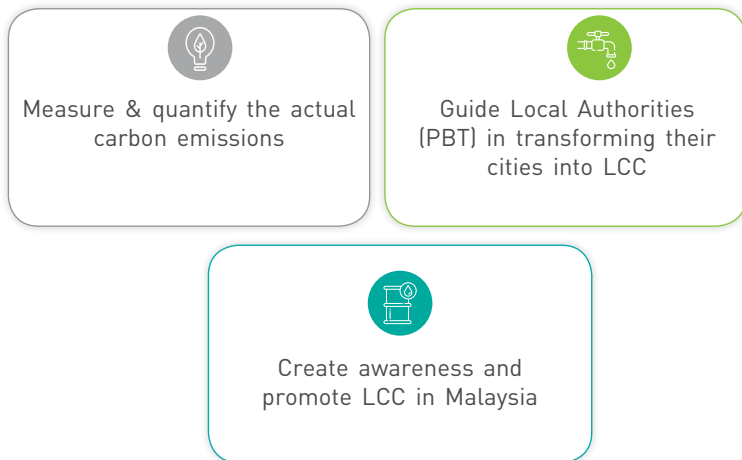 Measure & quantify the actual
carbon emissions
Guide Local Authorities
(PBT) in transforming their
cities into LCC
Create awareness and
promote LCC in Malaysia